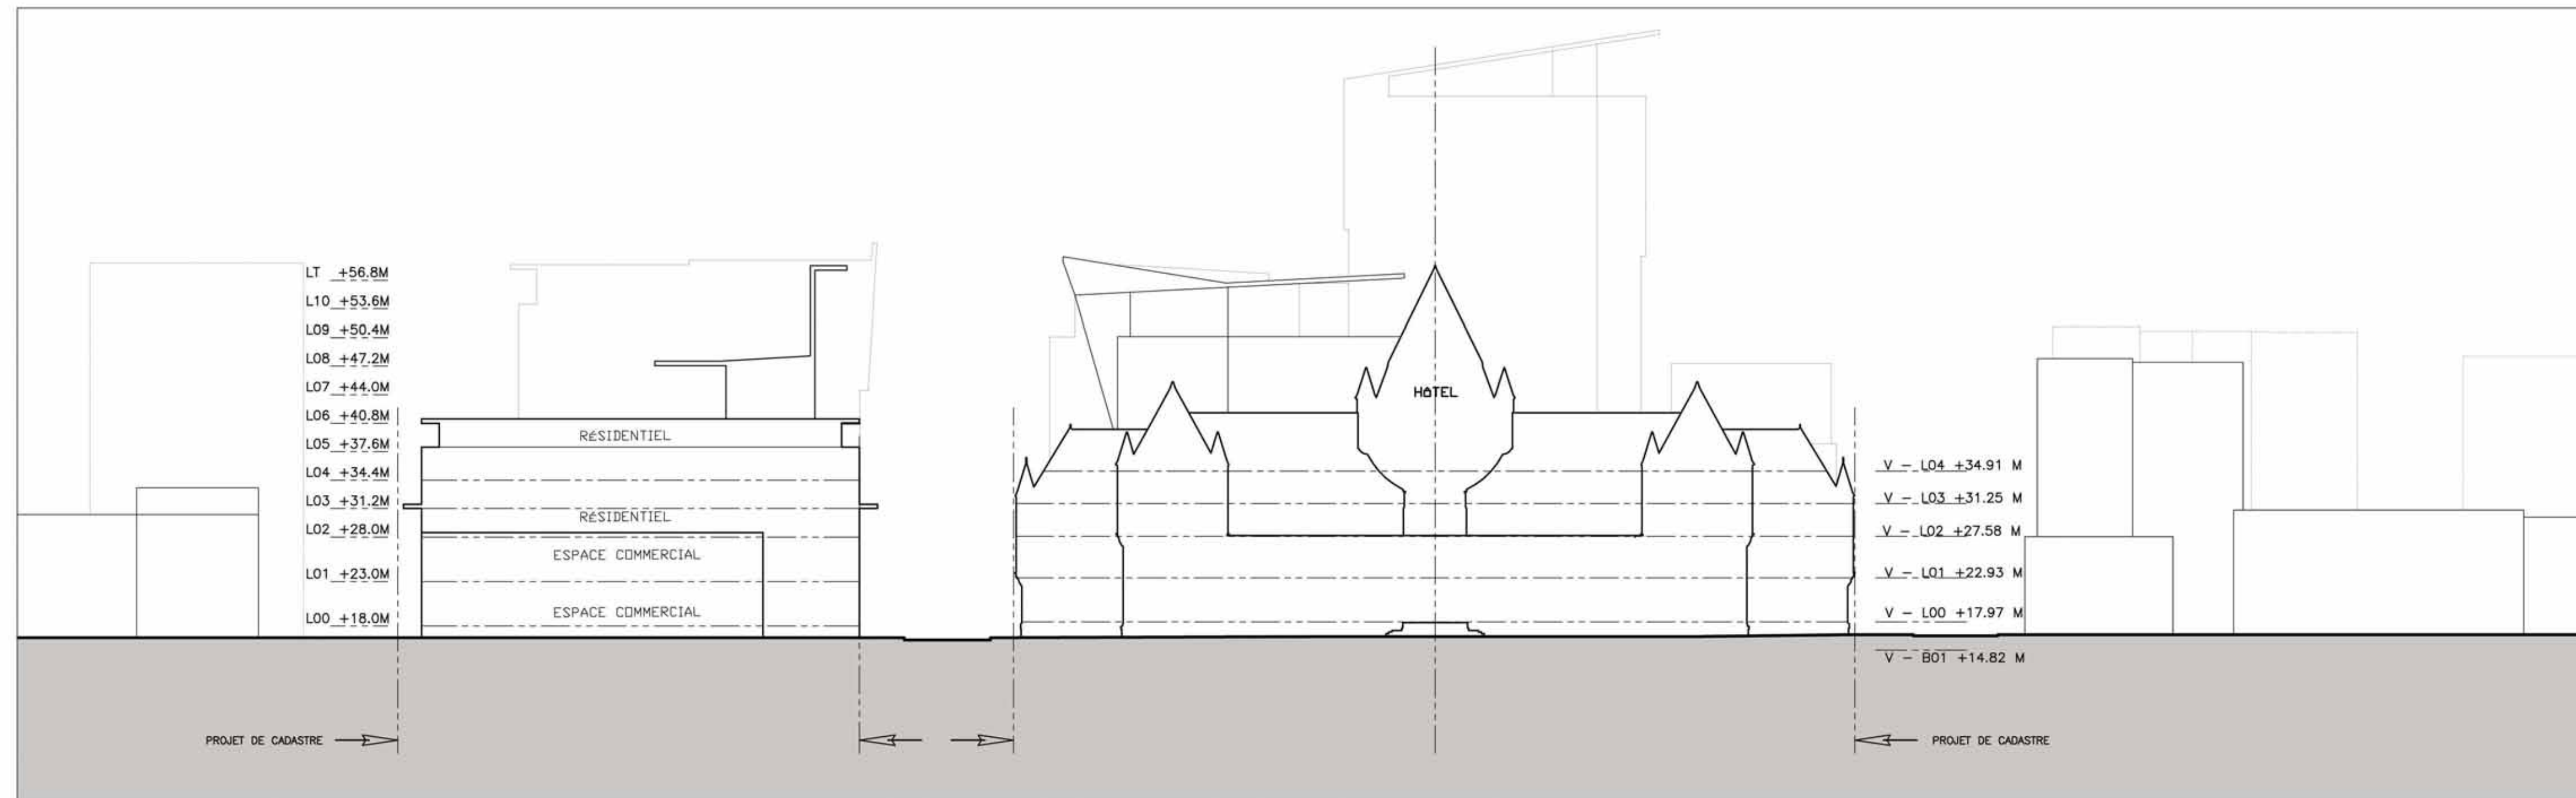 LT +56.8M
L10 +53.6M
L09 +50.4M
L08 +47.2M
L07 +44.0M
L06 +40.8M
L05 +37.6M
L04 +34.4M
L03 +31.2M
L02 +28.0M
L01 +23.0M
L00 +18.0M
RÉSIDENTIEL
RÉSIDENTIEL
ESPACE COMMERCIAL
ESPACE COMMERCIAL
HÔTEL
V - L04 +34.91 M
V - L03 +31.25 M
V - L02 +27.58 M
V - L01 +22.93 M
V - L00 +17.97 M
V - B01 +14.82 M
PROJET DE CADASTRE
PROJET DE CADASTRE